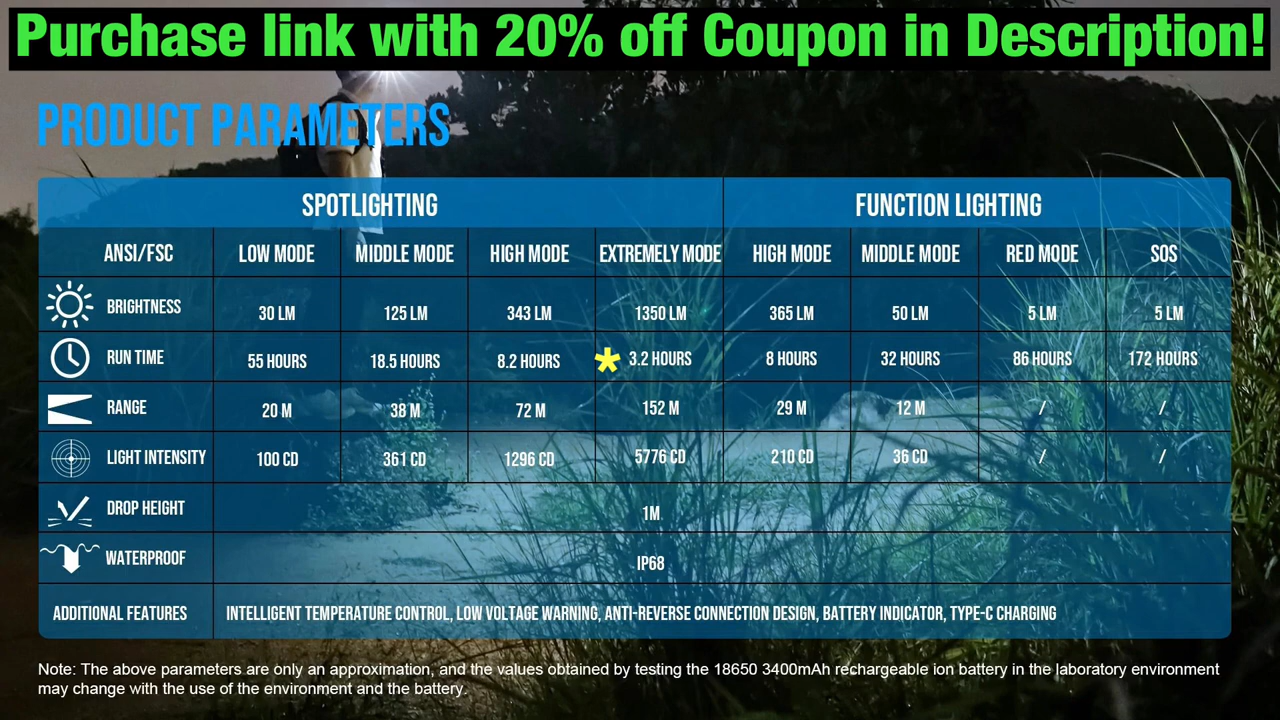 Purchase link with 20% off Coupon in Description!
PRODUCT PARAMETERS
SPOTLIGHTING FUNCTION LIGHTING
ANSI/FSC LOW MODE MIDDLE MODE HIGH MODE EXTREMELY MODE HIGH MODE MIDDLE MODE RED MODE SOS
BRIGHTNESS 30 LM 125 LM 343 LM 1350 LM 365 LM 50 LM 5 LM 5 LM
RUN TIME 55 HOURS 18.5 HOURS 8.2 HOURS * 3.2 HOURS 8 HOURS 32 HOURS 86 HOURS 172 HOURS
RANGE 20 M 38 M 72 M 152 M 29 M 12 M / /
LIGHT INTENSITY 100 CD 361 CD 1296 CD 5776 CD 210 CD 36 CD / /
DROP HEIGHT 1M
WATERPROOF IP68
ADDITIONAL FEATURES INTELLIGENT TEMPERATURE CONTROL, LOW VOLTAGE WARNING, ANTI-REVERSE CONNECTION DESIGN, BATTERY INDICATOR, TYPE-C CHARGING
Note: The above parameters are only an approximation, and the values obtained by testing the 18650 3400mAh rechargeable ion battery in the laboratory environment
may change with the use of the environment and the battery.